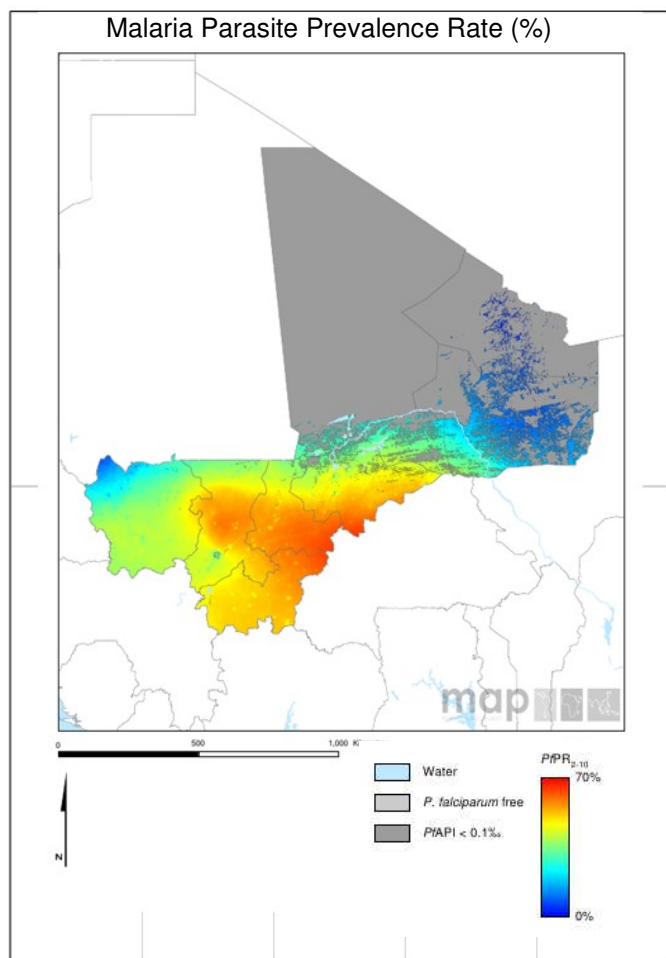 Malaria Parasite Prevalence Rate (%)
map
0 500 1,000
Water
P. falciparum free
PfAPI < 0.1‰
PfPR2-10
70%
0%
N